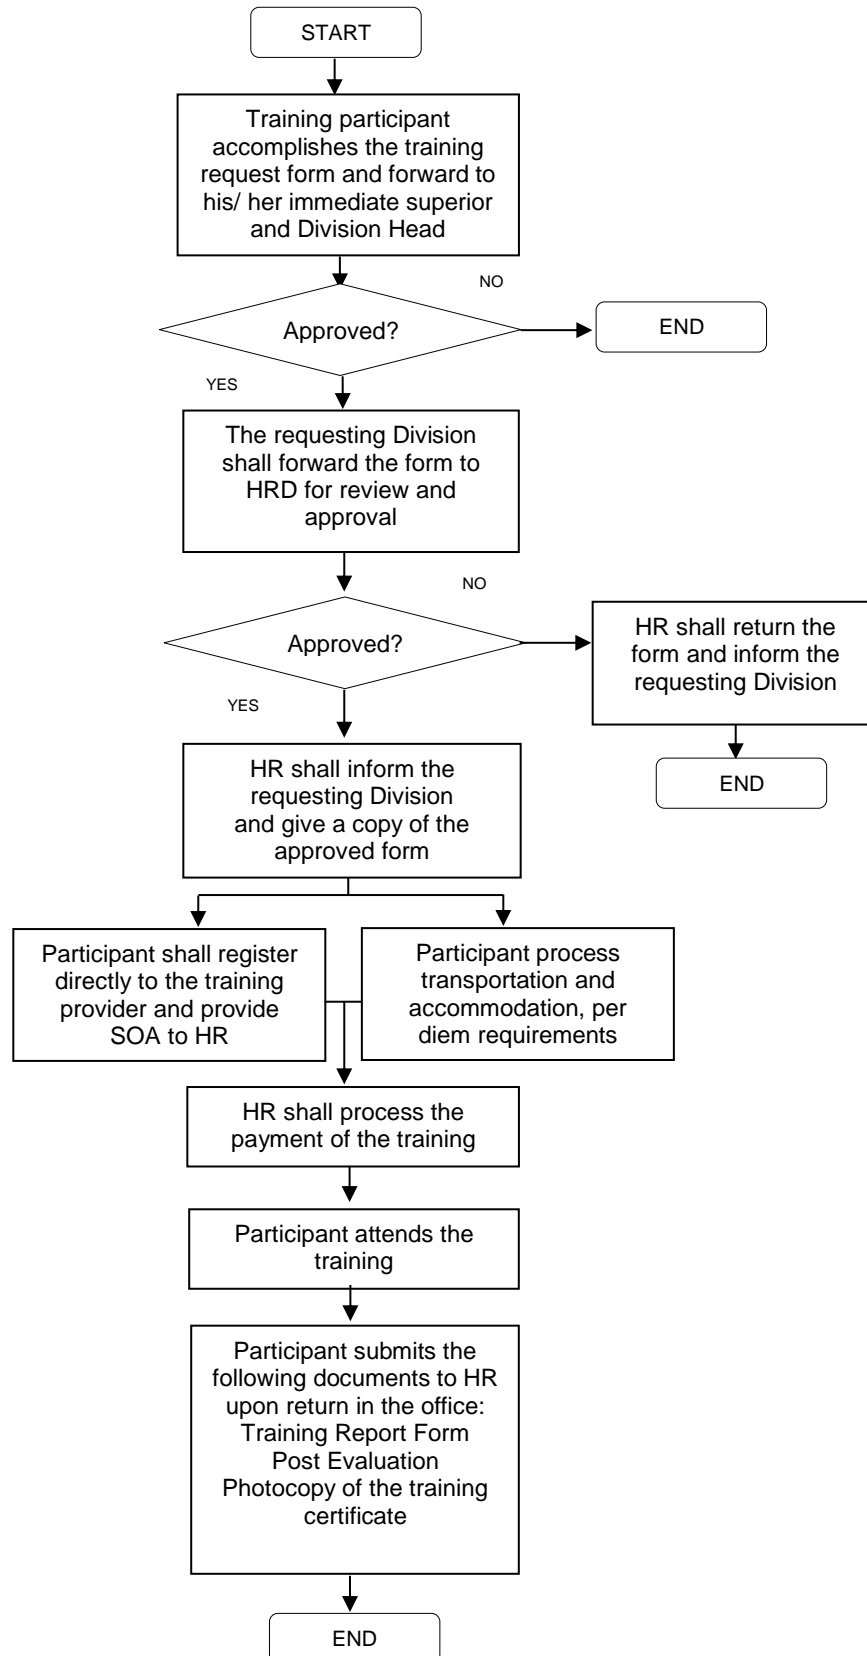 START
Training participant
accomplishes the training
request form and forward to
his/ her immediate superior
and Division Head
NO
Approved?
END
YES
The requesting Division
shall forward the form to
HRD for review and
approval
NO
Approved?
HR shall return the
form and inform the
requesting Division
YES
END
HR shall inform the
requesting Division
and give a copy of the
approved form
Participant shall register
directly to the training
provider and provide
SOA to HR
Participant process
transportation and
accommodation, per
diem requirements
HR shall process the
payment of the training
Participant attends the
training
Participant submits the
following documents to HR
upon return in the office:
Training Report Form
Post Evaluation
Photocopy of the training
certificate
END